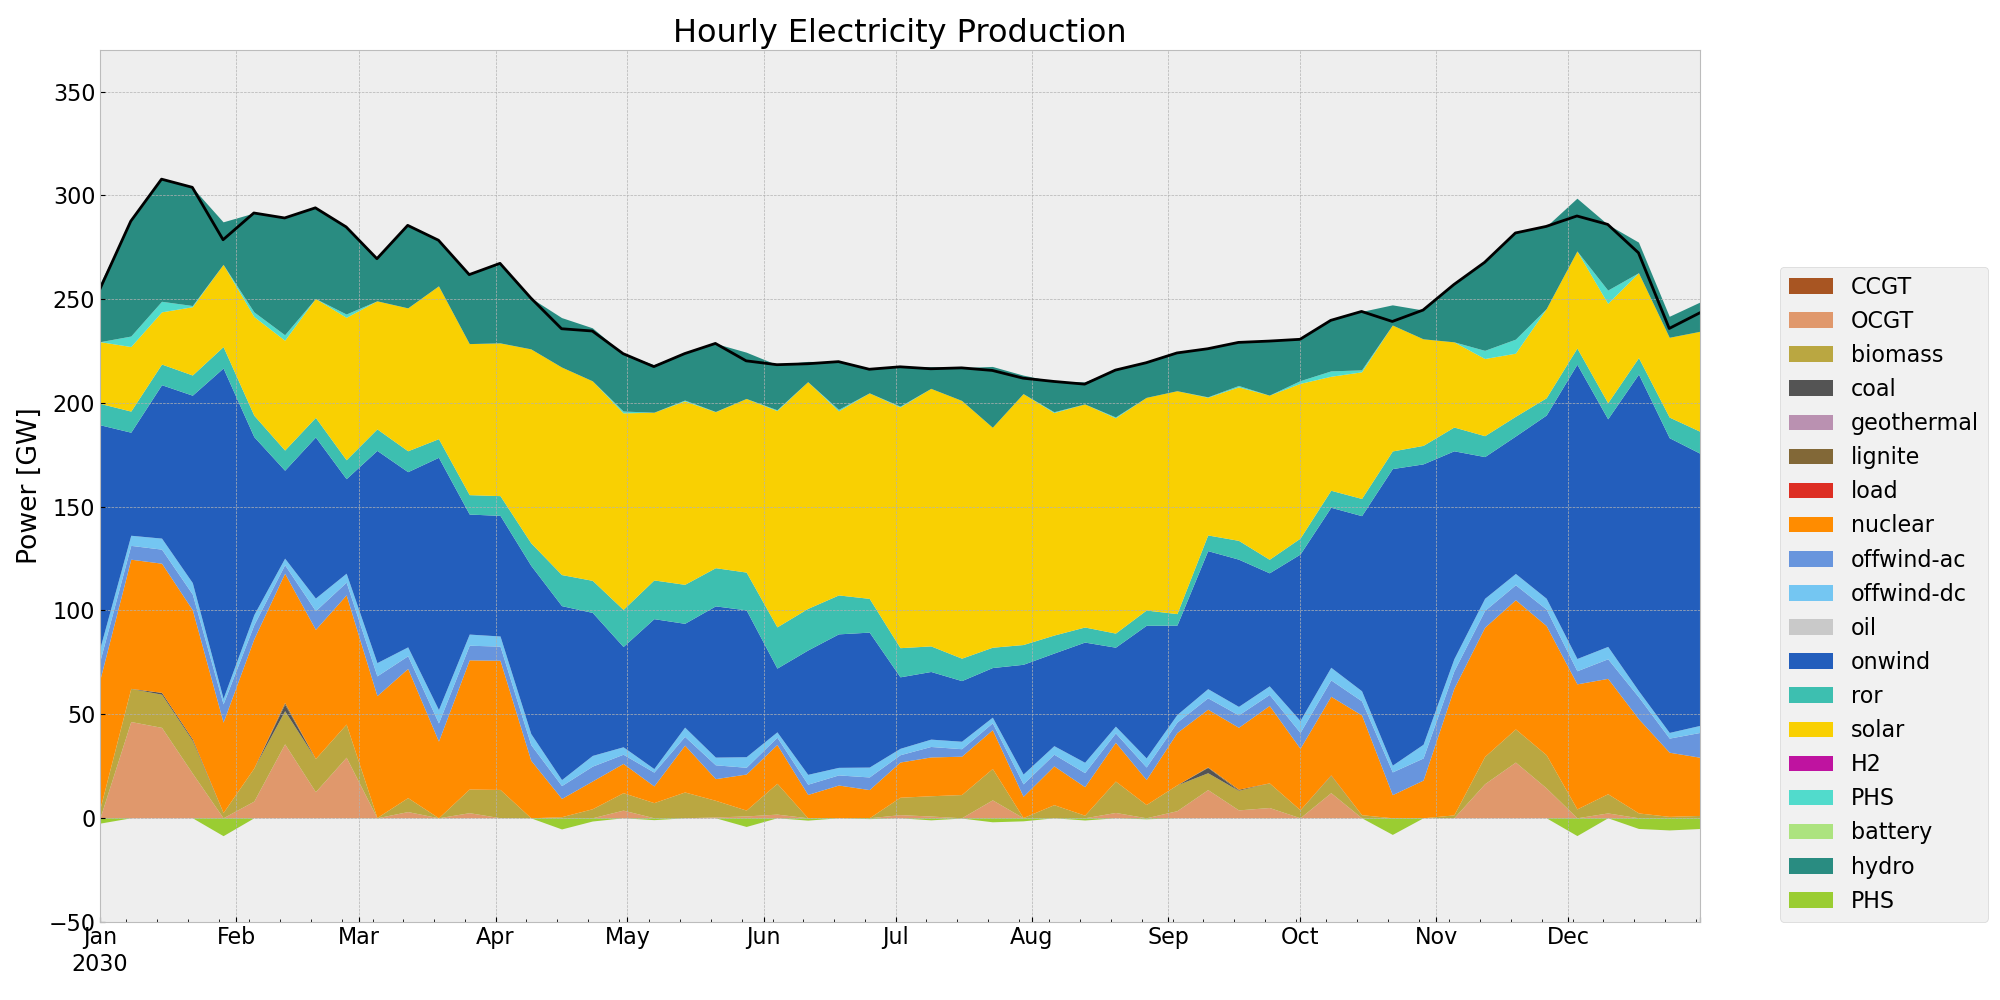 Hourly Electricity Production
Power [GW]
350
300
250
200
150
100
50
0
−50
Jan Feb Mar Apr May Jun Jul Aug Sep Oct Nov Dec
2030
CCGT
OCGT
biomass
coal
geothermal
lignite
load
nuclear
offwind-ac
offwind-dc
oil
onwind
ror
solar
H2
PHS
battery
hydro
PHS